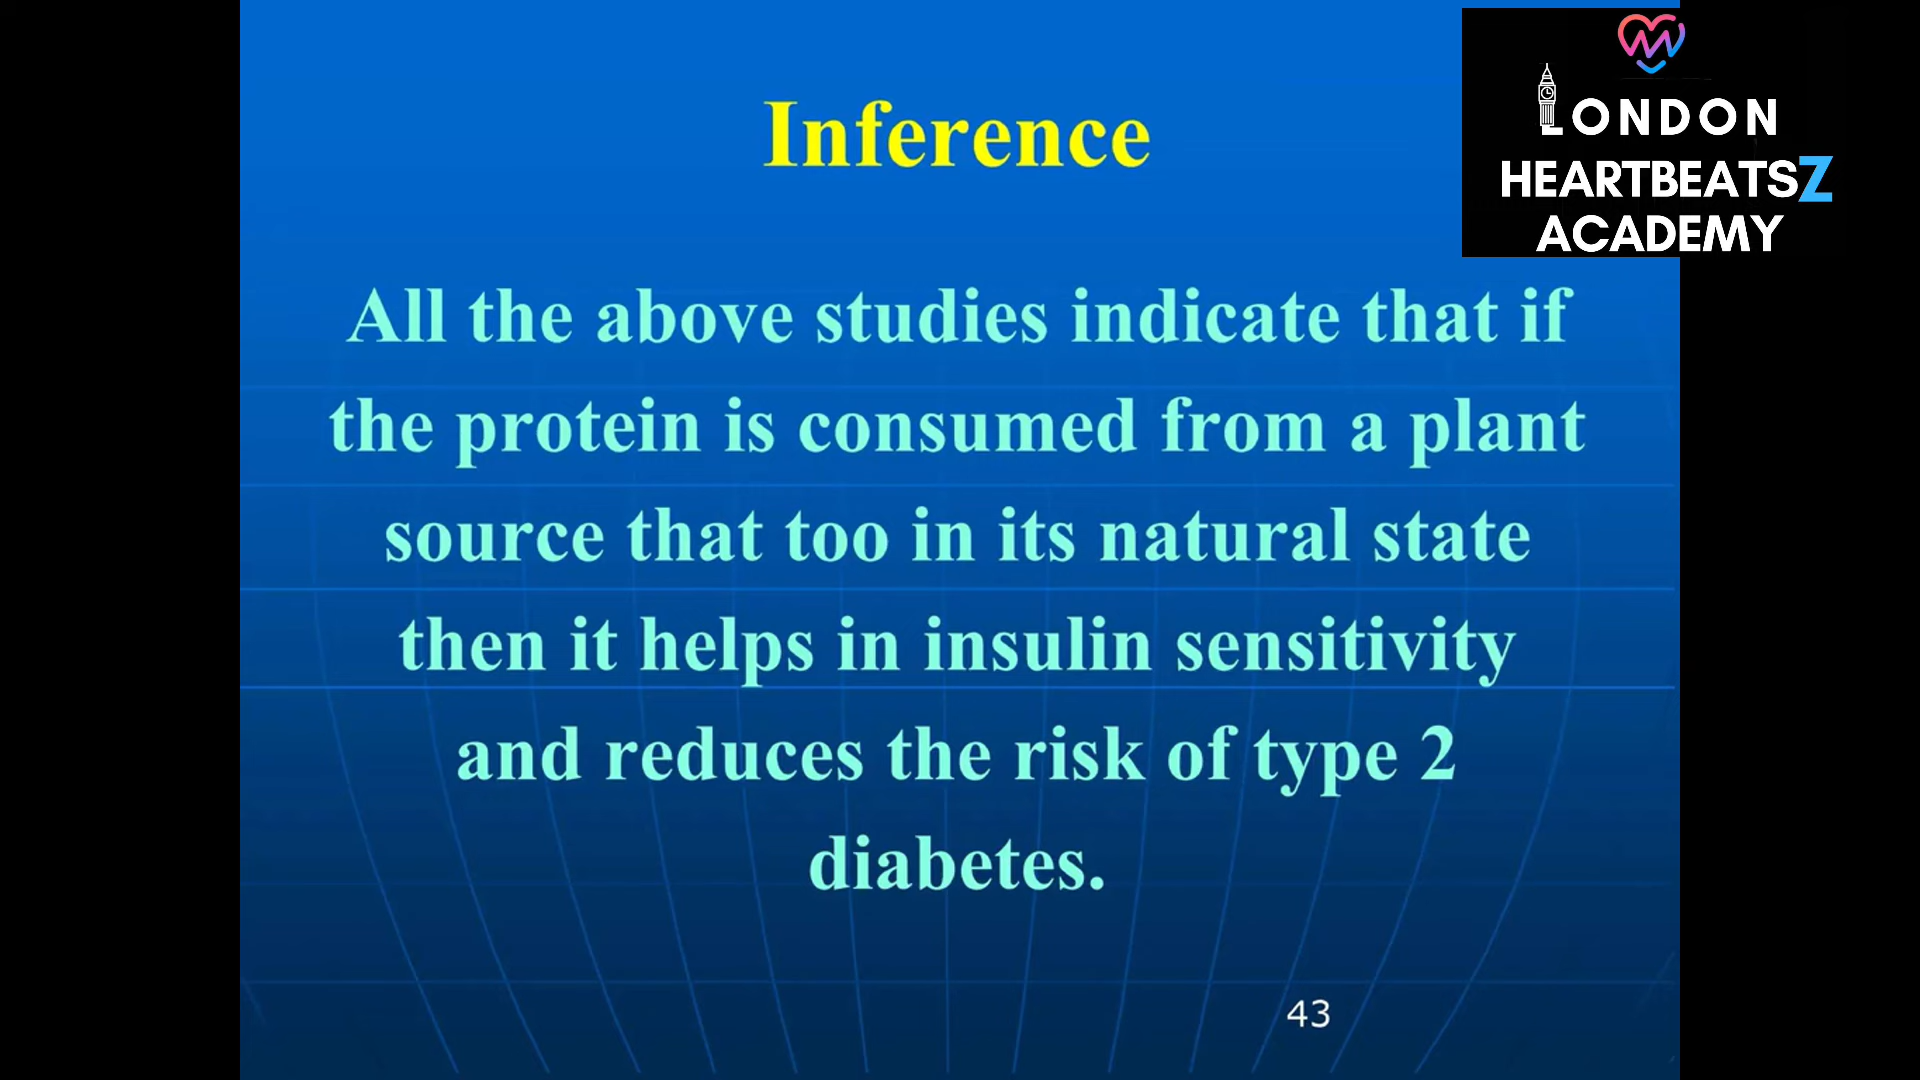 Inference
LONDON
HEARTBEATSZ
ACADEMY
All the above studies indicate that if
the protein is consumed from a plant
source that too in its natural state
then it helps in insulin sensitivity
and reduces the risk of type 2
diabetes.
43